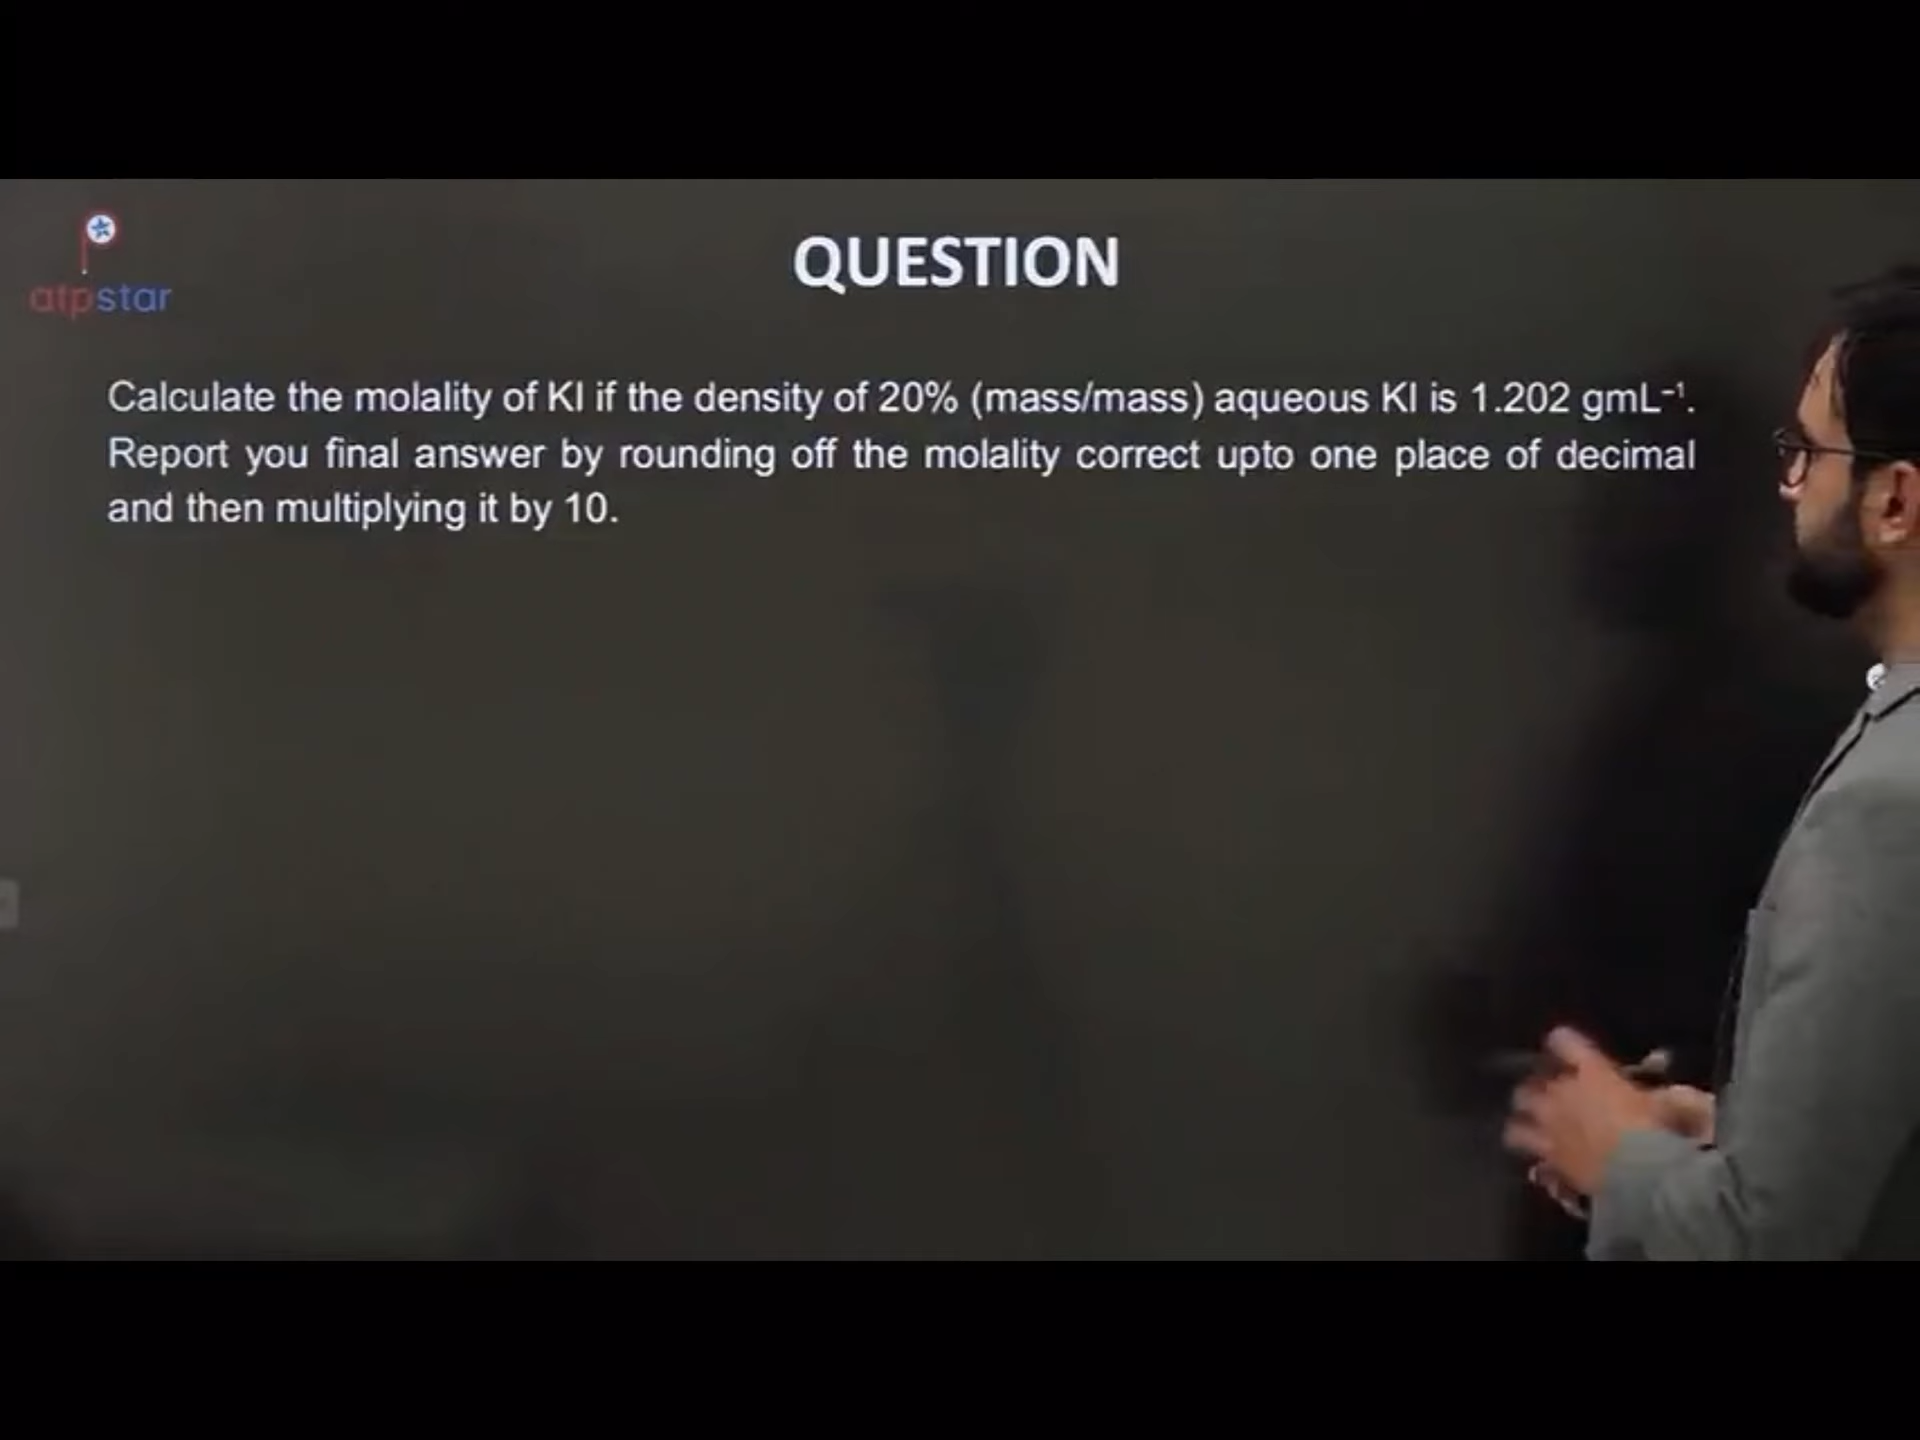 atpstar
QUESTION
Calculate the molality of KI if the density of 20% (mass/mass) aqueous KI is 1.202 gmL⁻¹.
Report you final answer by rounding off the molality correct upto one place of decimal
and then multiplying it by 10.